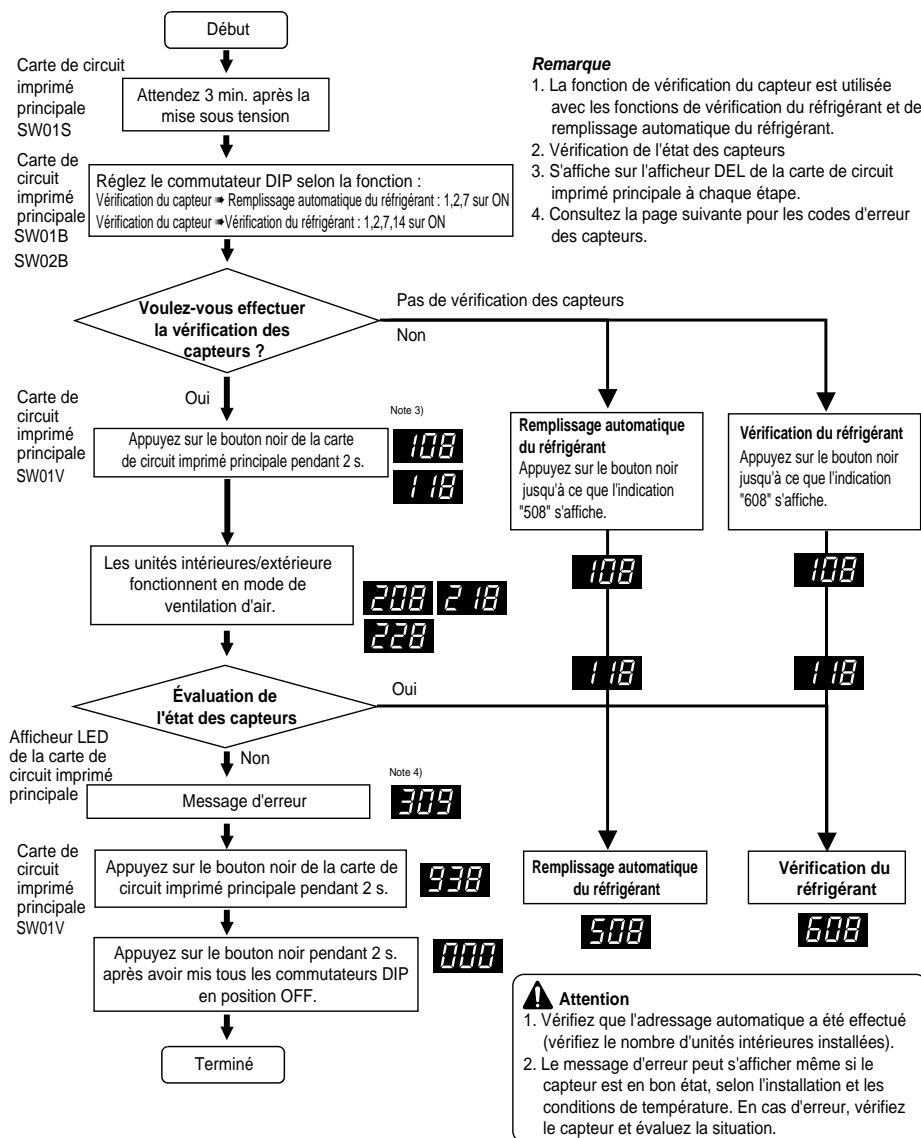 Début
Carte de circuit
imprimé
principale
SW01S
Attendez 3 min. après la
mise sous tension
Remarque
1. La fonction de vérification du capteur est utilisée
avec les fonctions de vérification du réfrigérant et de
remplissage automatique du réfrigérant.
2. Vérification de l'état des capteurs
3. S'affiche sur l'afficheur DEL de la carte de circuit
imprimé principale à chaque étape.
4. Consultez la page suivante pour les codes d'erreur
des capteurs.
Carte de
circuit
imprimé
principale
SW01B
SW02B
Réglez le commutateur DIP selon la fonction :
Vérification du capteur ➠ Remplissage automatique du réfrigérant : 1,2,7 sur ON
Vérification du capteur ➠Vérification du réfrigérant : 1,2,7,14 sur ON
Voulez-vous effectuer
la vérification des
capteurs ?
Pas de vérification des capteurs
Non
Oui
Carte de
circuit
imprimé
principale
SW01V
Appuyez sur le bouton noir de la carte
de circuit imprimé principale pendant 2 s.
Note 3)
108
118
Remplissage automatique
du réfrigérant
Appuyez sur le bouton noir
jusqu'à ce que l'indication
"508" s'affiche.
Vérification du réfrigérant
Appuyez sur le bouton noir
jusqu'à ce que l'indication
"608" s'affiche.
108
108
Les unités intérieures/extérieure
fonctionnent en mode de
ventilation d'air.
208 218
228
118
118
Évaluation de
l'état des capteurs
Oui
Non
Afficheur LED
de la carte de
circuit imprimé
principale
Message d'erreur
Note 4)
309
Carte de
circuit
imprimé
principale
SW01V
Appuyez sur le bouton noir de la carte de
circuit imprimé principale pendant 2 s.
938
Remplissage automatique
du réfrigérant
508
Vérification du
réfrigérant
608
Appuyez sur le bouton noir pendant 2 s.
après avoir mis tous les commutateurs DIP
en position OFF.
000
Terminé
Attention
1. Vérifiez que l'adressage automatique a été effectué
(vérifiez le nombre d'unités intérieures installées).
2. Le message d'erreur peut s'afficher même si le
capteur est en bon état, selon l'installation et les
conditions de température. En cas d'erreur, vérifiez
le capteur et évaluez la situation.